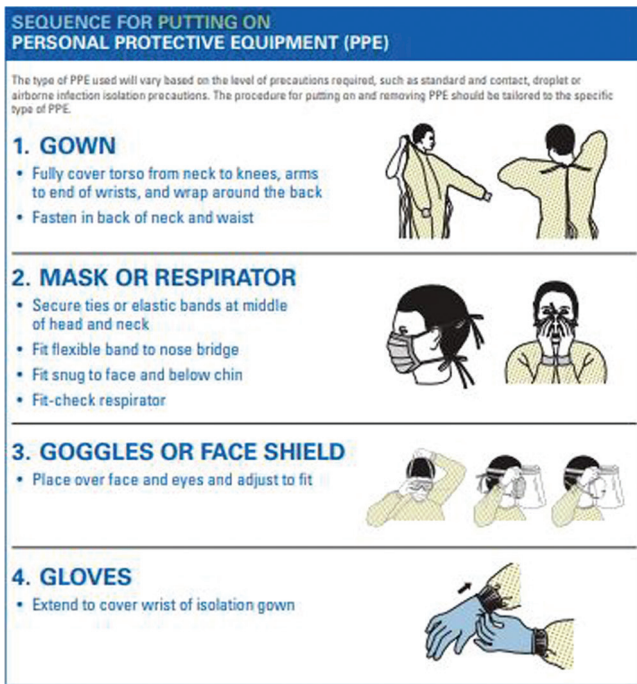 SEQUENCE FOR PUTTING ON
PERSONAL PROTECTIVE EQUIPMENT (PPE)
The type of PPE used will vary based on the level of precautions required, such as standard and contact, droplet or
airborne infection isolation precautions. The procedure for putting on and removing PPE should be tailored to the specific
type of PPE.
1. GOWN
• Fully cover torso from neck to knees, arms
to end of wrists, and wrap around the back
• Fasten in back of neck and waist
2. MASK OR RESPIRATOR
• Secure ties or elastic bands at middle
of head and neck
• Fit flexible band to nose bridge
• Fit snug to face and below chin
• Fit-check respirator
3. GOGGLES OR FACE SHIELD
• Place over face and eyes and adjust to fit
4. GLOVES
• Extend to cover wrist of isolation gown